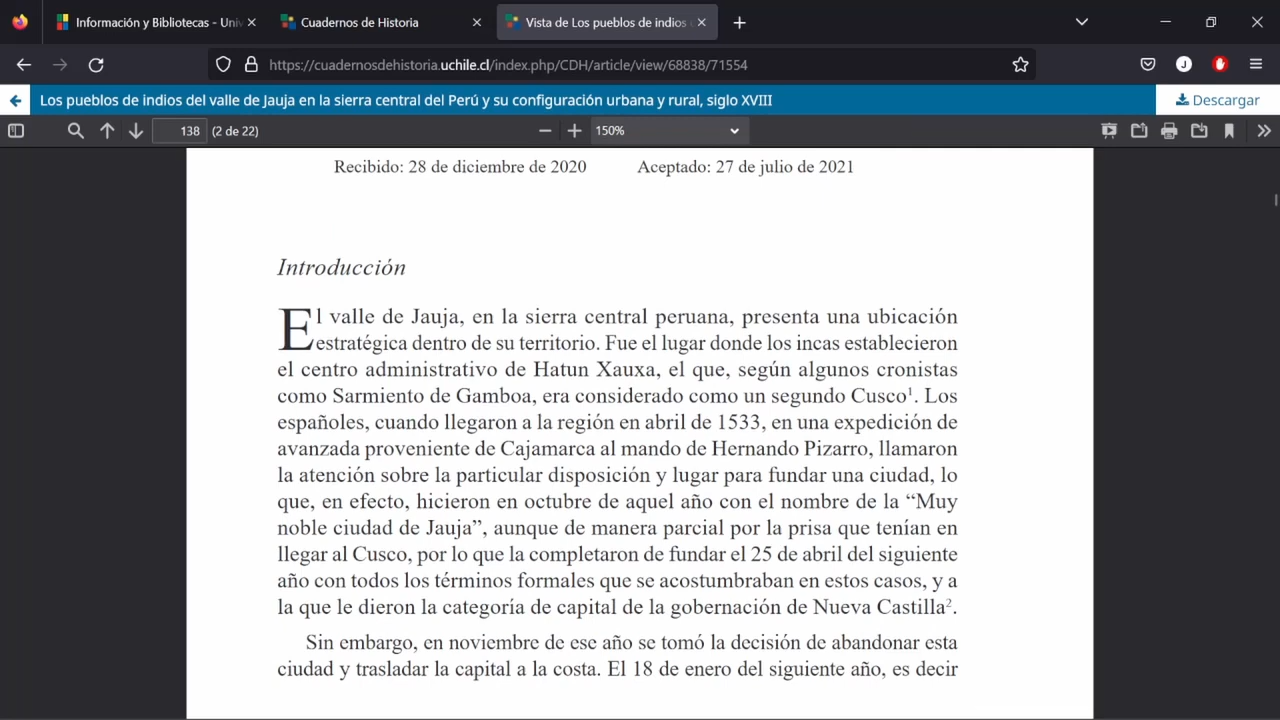 Información y Bibliotecas - Univ
Cuadernos de Historia
Vista de Los pueblos de indios
https://cuadernosdehistoria.uchile.cl/index.php/CDH/article/view/68838/71554
Los pueblos de indios del valle de Jauja en la sierra central del Perú y su configuración urbana y rural, siglo XVIII
Descargar
138 (2 de 22)
150%
Recibido: 28 de diciembre de 2020 Aceptado: 27 de julio de 2021
Introducción
El valle de Jauja, en la sierra central peruana, presenta una ubicación
estratégica dentro de su territorio. Fue el lugar donde los incas establecieron
el centro administrativo de Hatun Xauxa, el que, según algunos cronistas
como Sarmiento de Gamboa, era considerado como un segundo Cusco¹. Los
españoles, cuando llegaron a la región en abril de 1533, en una expedición de
avanzada proveniente de Cajamarca al mando de Hernando Pizarro, llamaron
la atención sobre la particular disposición y lugar para fundar una ciudad, lo
que, en efecto, hicieron en octubre de aquel año con el nombre de la “Muy
noble ciudad de Jauja”, aunque de manera parcial por la prisa que tenían en
llegar al Cusco, por lo que la completaron de fundar el 25 de abril del siguiente
año con todos los términos formales que se acostumbraban en estos casos, y a
la que le dieron la categoría de capital de la gobernación de Nueva Castilla².
Sin embargo, en noviembre de ese año se tomó la decisión de abandonar esta
ciudad y trasladar la capital a la costa. El 18 de enero del siguiente año, es decir